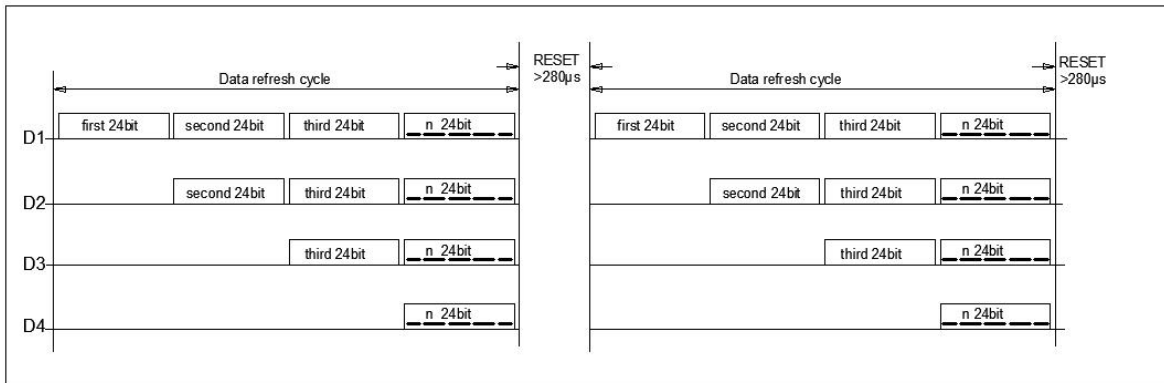 RESET
>280μs
RESET
>280μs
Data refresh cycle
Data refresh cycle
D1 first 24bit second 24bit third 24bit n 24bit first 24bit second 24bit third 24bit n 24bit
D2 second 24bit third 24bit n 24bit second 24bit third 24bit n 24bit
D3 third 24bit n 24bit third 24bit n 24bit
D4 n 24bit n 24bit